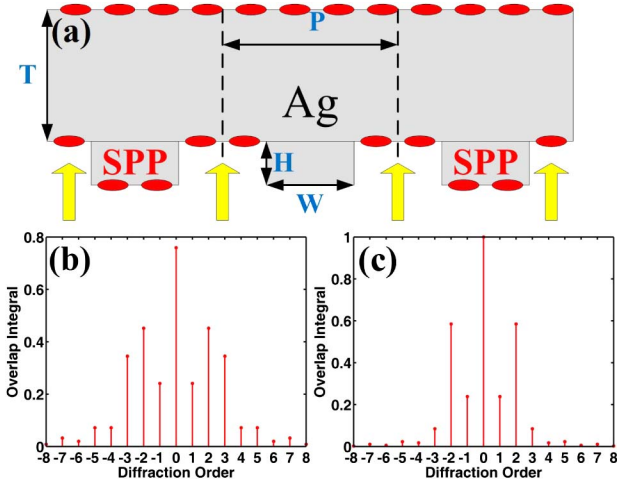 (a)
P
T
Ag
SPP
H
SPP
W
(b)
(c)
0.8
0.6
0.4
0.2
0
Overlap Integral
-8 -7 -6 -5 -4 -3 -2 -1 0 1 2 3 4 5 6 7 8
Diffraction Order
1
0.8
0.6
0.4
0.2
0
Overlap Integral
-8 -7 -6 -5 -4 -3 -2 -1 0 1 2 3 4 5 6 7 8
Diffraction Order